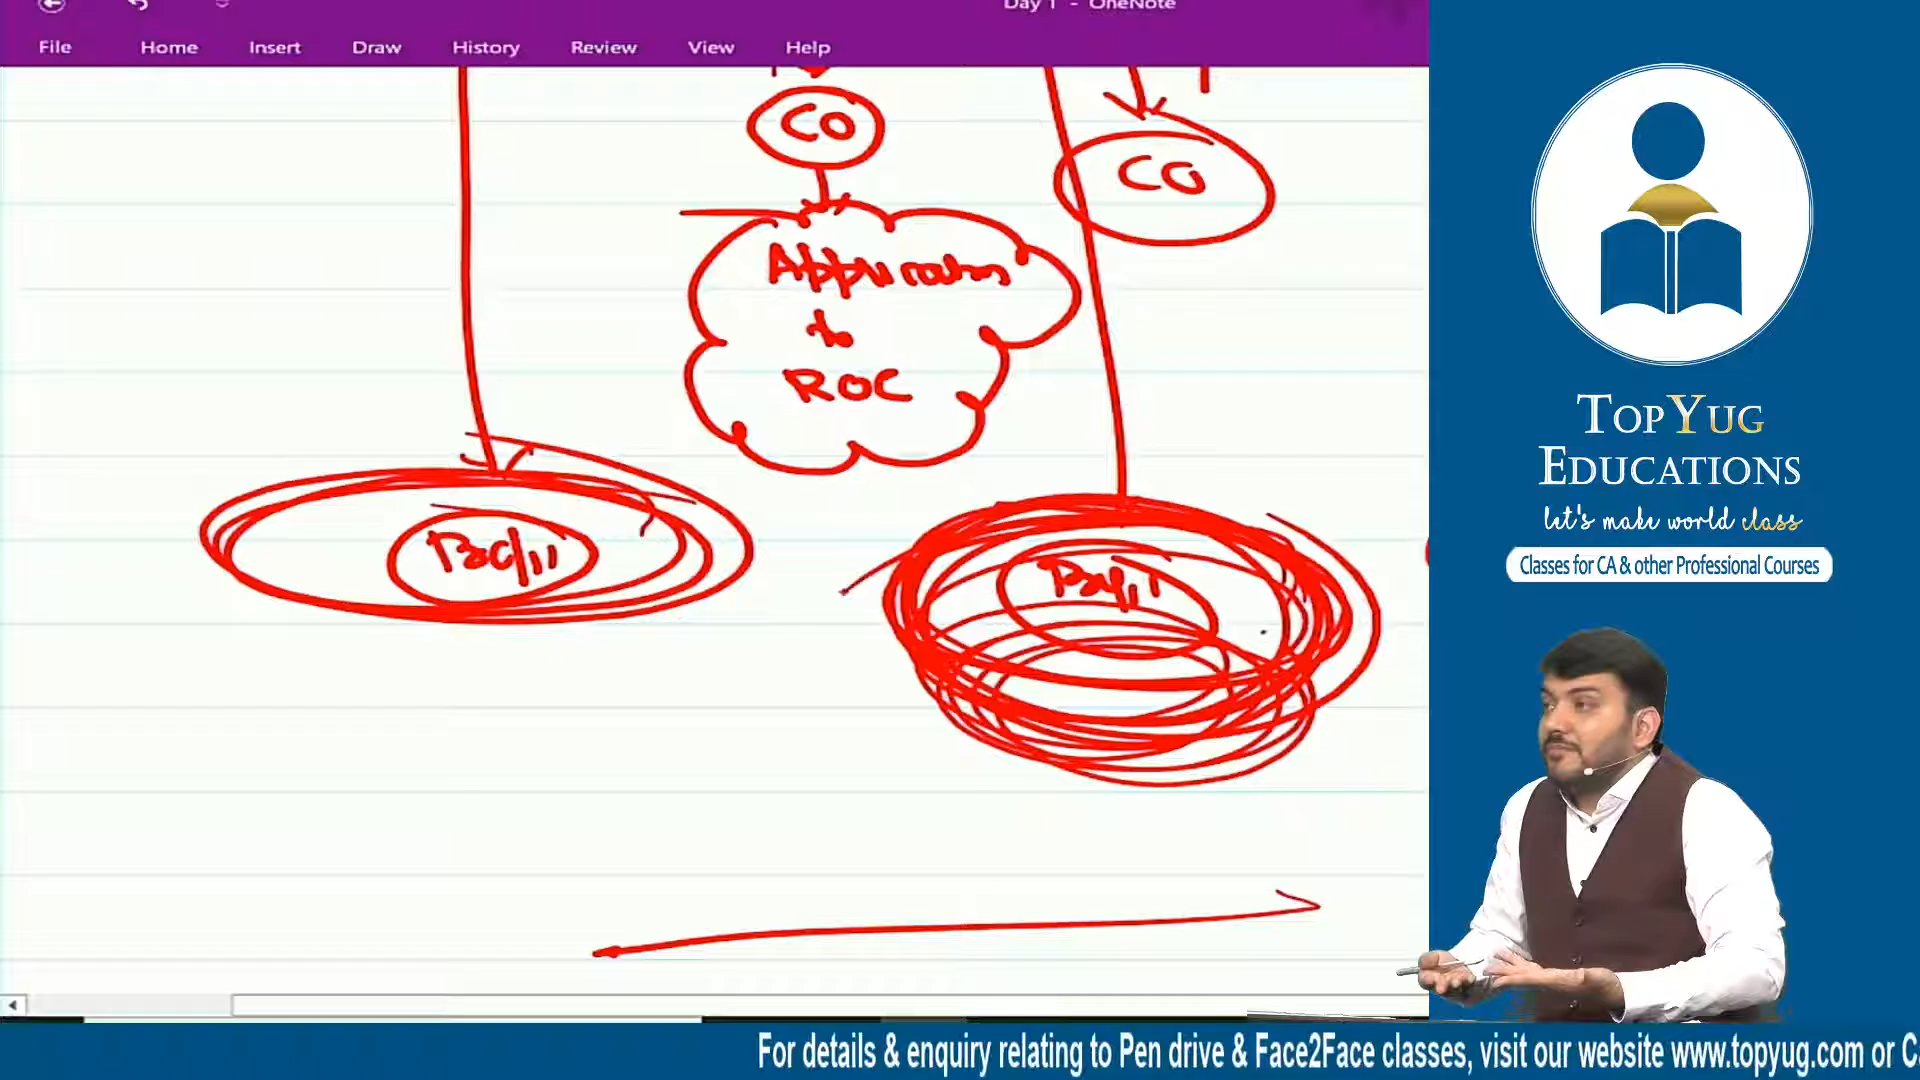 Day 1 - OneNote
File Home Insert Draw History Review View Help
CO
CO
to
ROC
TOPYUG
EDUCATIONS
let's make world class
Classes for CA & other Professional Courses
For details & enquiry relating to Pen drive & Face2Face classes, visit our website www.topyug.com or